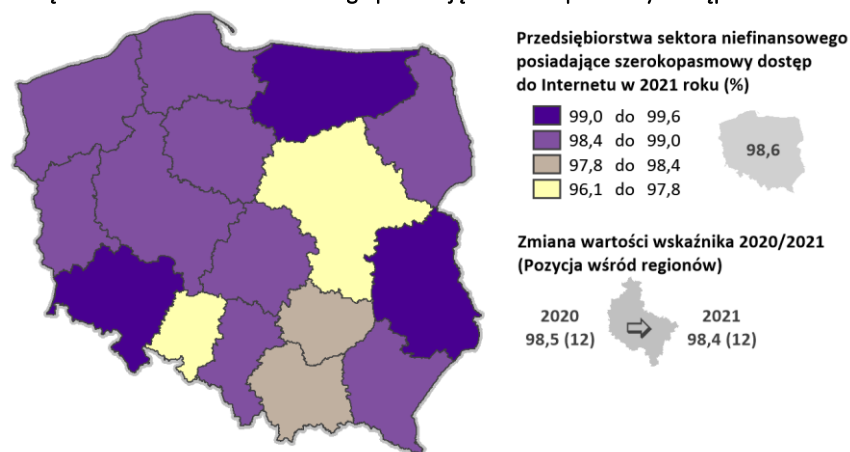 Przedsiębiorstwa sektora niefinansowego
posiadające szerokopasmowy dostęp
do Internetu w 2021 roku (%)
99,0 do 99,6
98,4 do 99,0
97,8 do 98,4
96,1 do 97,8
98,6
Zmiana wartości wskaźnika 2020/2021
(Pozycja wśród regionów)
2020
98,5 (12)
2021
98,4 (12)